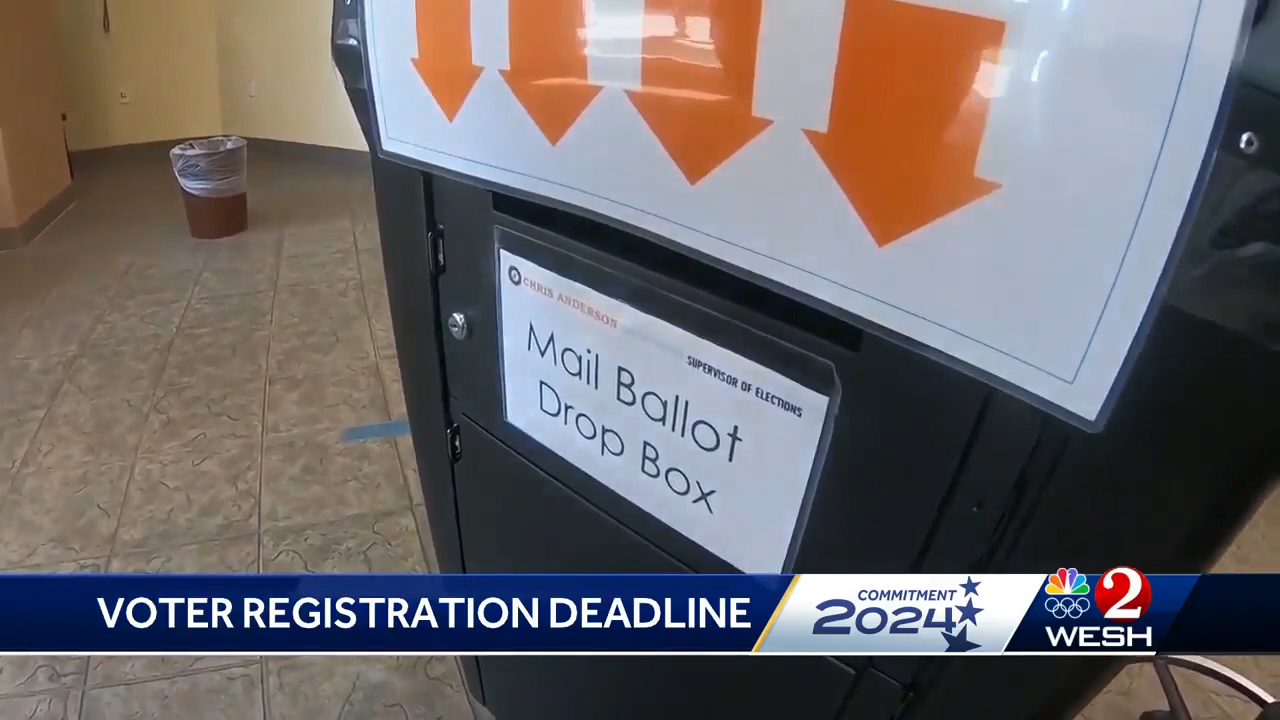 CHRIS ANDERSON
SUPERVISOR OF ELECTIONS
Mail Ballot
Drop Box
VOTER REGISTRATION DEADLINE
COMMITMENT
2024
2
WESH